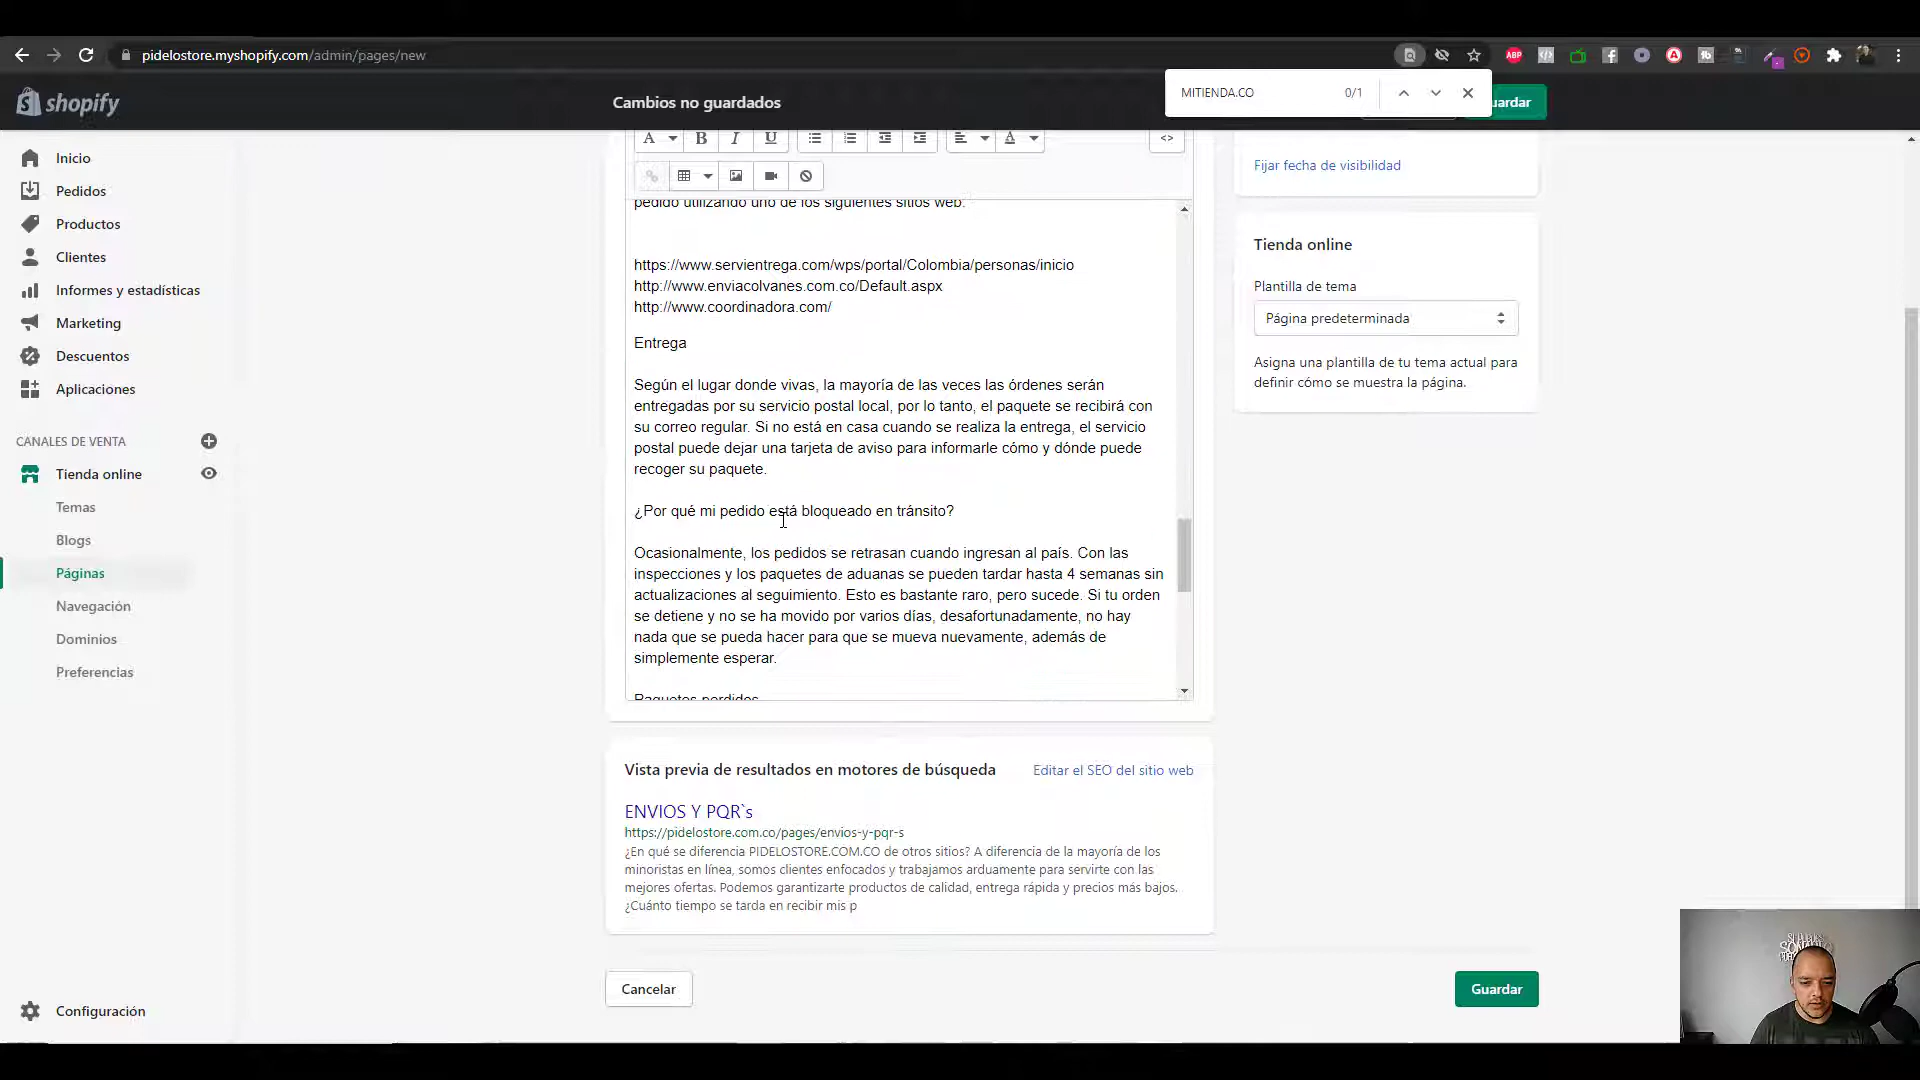 pidelostore.myshopify.com/admin/pages/new
MITIENDA.CO 0/1
shopify
Cambios no guardados
uardar
Inicio
Pedidos
Productos
Clientes
Informes y estadísticas
Marketing
Descuentos
Aplicaciones
CANALES DE VENTA
Tienda online
Temas
Blogs
Páginas
Navegación
Dominios
Preferencias
Configuración
pedido utilizando uno de los siguientes sitios web:
https://www.servientrega.com/wps/portal/Colombia/personas/inicio
http://www.enviacolvanes.com.co/Default.aspx
http://www.coordinadora.com/
Entrega
Según el lugar donde vivas, la mayoría de las veces las órdenes serán
entregadas por su servicio postal local, por lo tanto, el paquete se recibirá con
su correo regular. Si no está en casa cuando se realiza la entrega, el servicio
postal puede dejar una tarjeta de aviso para informarle cómo y dónde puede
recoger su paquete.
¿Por qué mi pedido está bloqueado en tránsito?
Ocasionalmente, los pedidos se retrasan cuando ingresan al país. Con las
inspecciones y los paquetes de aduanas se pueden tardar hasta 4 semanas sin
actualizaciones al seguimiento. Esto es bastante raro, pero sucede. Si tu orden
se detiene y no se ha movido por varios días, desafortunadamente, no hay
nada que se pueda hacer para que se mueva nuevamente, además de
simplemente esperar.
Paquetes perdidos
Vista previa de resultados en motores de búsqueda
Editar el SEO del sitio web
ENVIOS Y PQR`s
https://pidelostore.com.co/pages/envios-y-pqr-s
¿En qué se diferencia PIDELOSTORE.COM.CO de otros sitios? A diferencia de la mayoría de los
minoristas en línea, somos clientes enfocados y trabajamos arduamente para servirte con las
mejores ofertas. Podemos garantizarte productos de calidad, entrega rápida y precios más bajos.
¿Cuánto tiempo se tarda en recibir mis p
Cancelar
Guardar
Fijar fecha de visibilidad
Tienda online
Plantilla de tema
Página predeterminada
Asigna una plantilla de tu tema actual para
definir cómo se muestra la página.